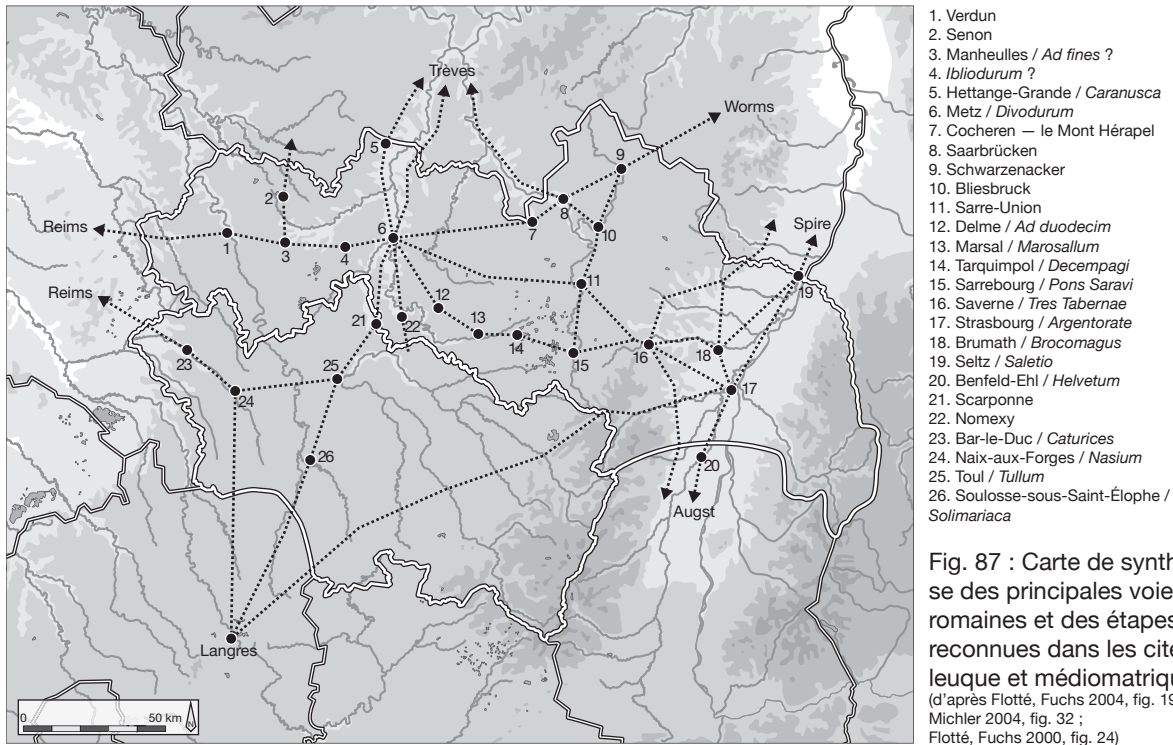 Trèves
Worms
5
9
2
8
Reims
1
3
4
6
7
10
Spire
Reims
11
19
12
21
22
13
14
23
15
16
18
25
24
17
26
20
Augst
Langres
0
50 km
N
1. Verdun
2. Senon
3. Manheulles / Ad fines ?
4. Ibliodurum ?
5. Hettange-Grande / Caranusca
6. Metz / Divodurum
7. Cocheren — le Mont Hérapel
8. Saarbrücken
9. Schwarzenacker
10. Bliesbruck
11. Sarre-Union
12. Delme / Ad duodecim
13. Marsal / Marosallum
14. Tarquimpol / Decempagi
15. Sarrebourg / Pons Saravi
16. Saverne / Tres Tabernae
17. Strasbourg / Argentorate
18. Brumath / Brocomagus
19. Seltz / Saletio
20. Benfeld-Ehl / Helvetum
21. Scarponne
22. Nomexy
23. Bar-le-Duc / Caturices
24. Naix-aux-Forges / Nasium
25. Toul / Tullum
26. Soulosse-sous-Saint-Élophe /
Solimariaca
Fig. 87 : Carte de synth
se des principales voie
romaines et des étapes
reconnues dans les cité
leuque et médiomatriqu
(d'après Flotté, Fuchs 2004, fig. 19
Michler 2004, fig. 32 ;
Flotté, Fuchs 2000, fig. 24)